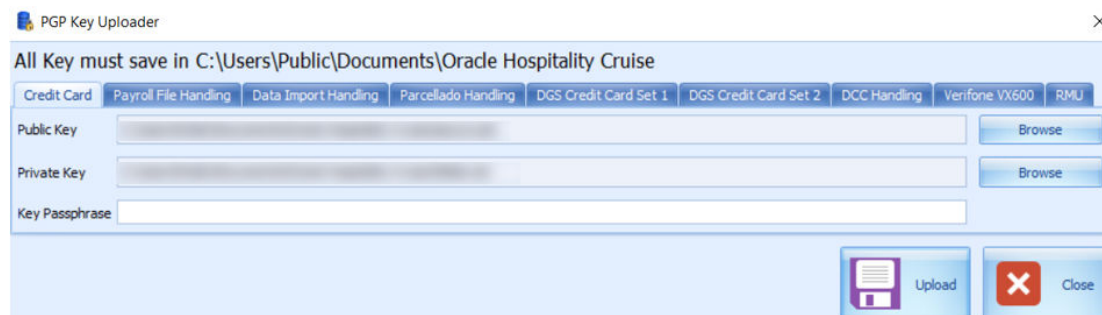 PGP Key Uploader
All Key must save in C:\Users\Public\Documents\Oracle Hospitality Cruise
Credit Card Payroll File Handling Data Import Handling Parcellado Handling DGS Credit Card Set 1 DGS Credit Card Set 2 DCC Handling Verifone VX600 RMU
Public Key Browse
Private Key Browse
Key Passphrase
Upload Close